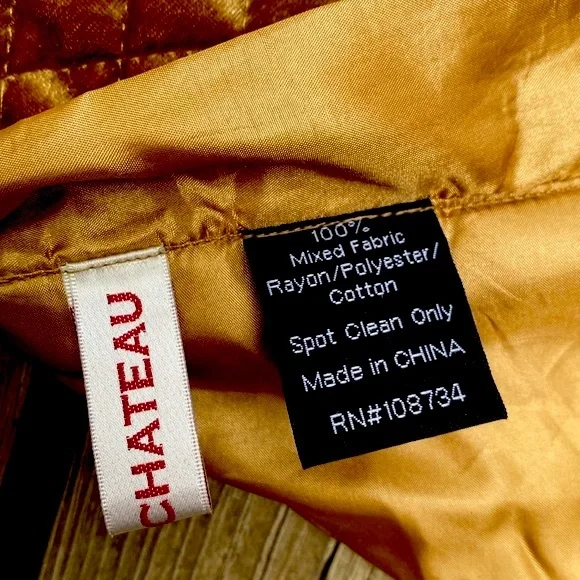 CHATEAU
100%
Mixed Fabric
Rayon/Polyester/
Cotton
Spot Clean Only
Made in CHINA
RN#108734